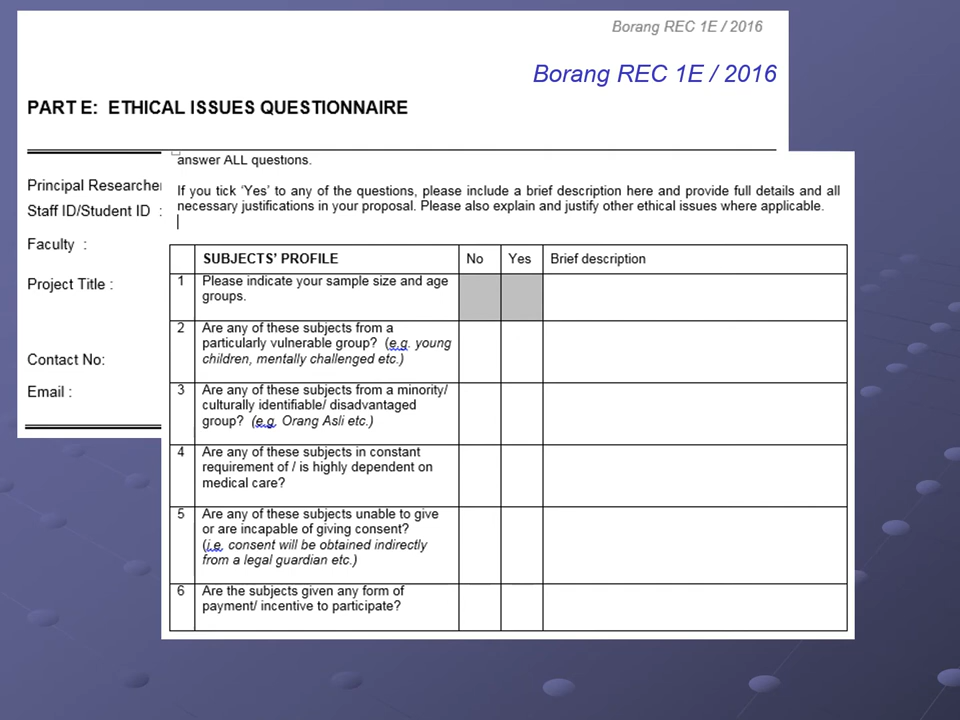 Borang REC 1E / 2016
Borang REC 1E / 2016
PART E: ETHICAL ISSUES QUESTIONNAIRE
Principal Researcher
Staff ID/Student ID :
Faculty :
Project Title :
Contact No:
Email :
answer ALL questions.
If you tick 'Yes' to any of the questions, please include a brief description here and provide full details and all
necessary justifications in your proposal. Please also explain and justify other ethical issues where applicable.
SUBJECTS' PROFILE No Yes Brief description
1 Please indicate your sample size and age
groups.
2 Are any of these subjects from a
particularly vulnerable group? (e.g. young
children, mentally challenged etc.)
3 Are any of these subjects from a minority/
culturally identifiable/ disadvantaged
group? (e.g. Orang Asli etc.)
4 Are any of these subjects in constant
requirement of / is highly dependent on
medical care?
5 Are any of these subjects unable to give
or are incapable of giving consent?
(i.e. consent will be obtained indirectly
from a legal guardian etc.)
6 Are the subjects given any form of
payment/ incentive to participate?